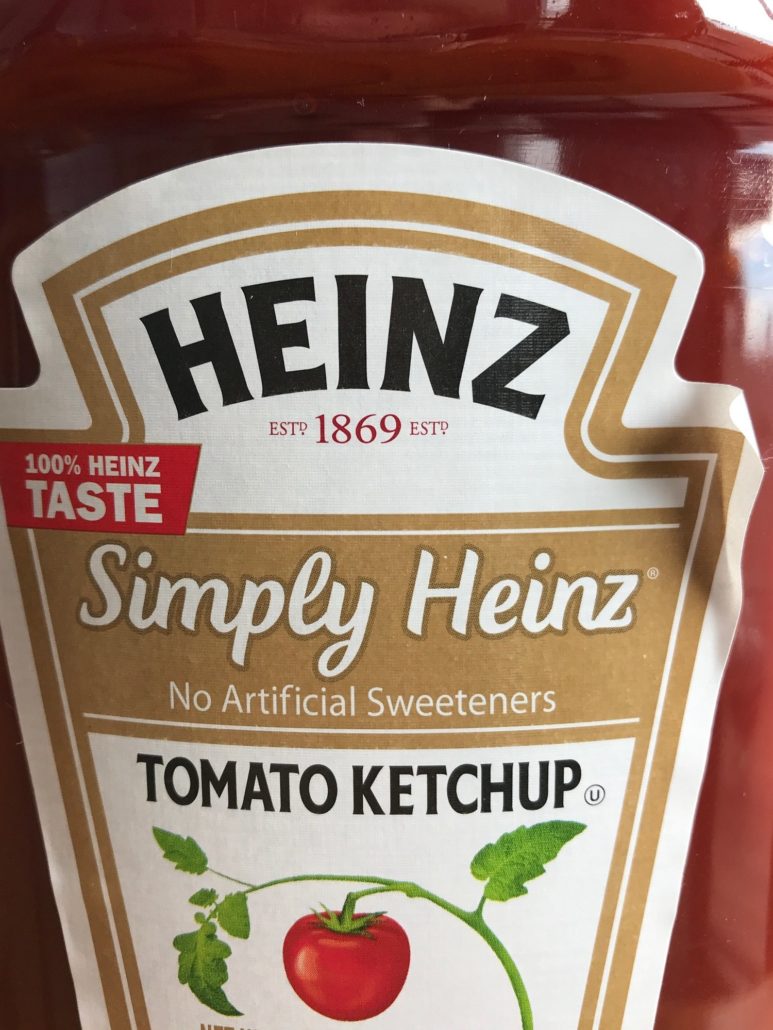 HEINZ
ESTD 1869 ESTD
100% HEINZ
TASTE
Simply Heinz®
No Artificial Sweeteners
TOMATO KETCHUP Ⓤ